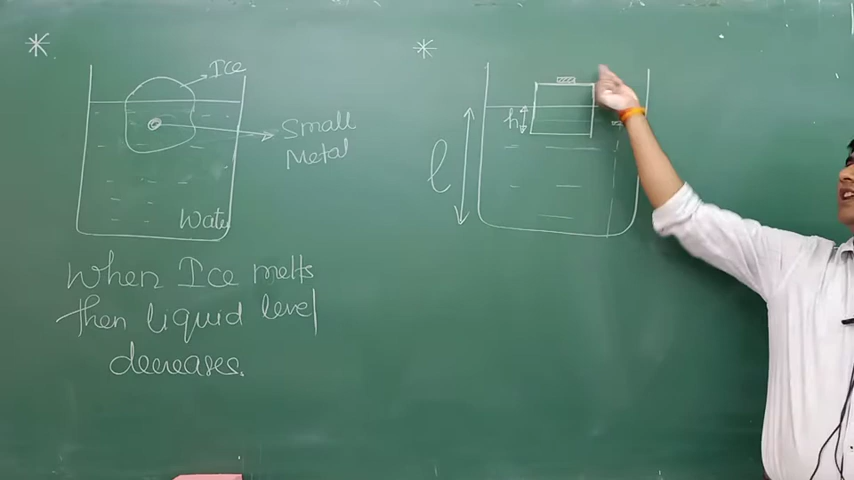 * Ice
Small
Metal
Water
When Ice melts
then liquid level
decreases.
*
h
l